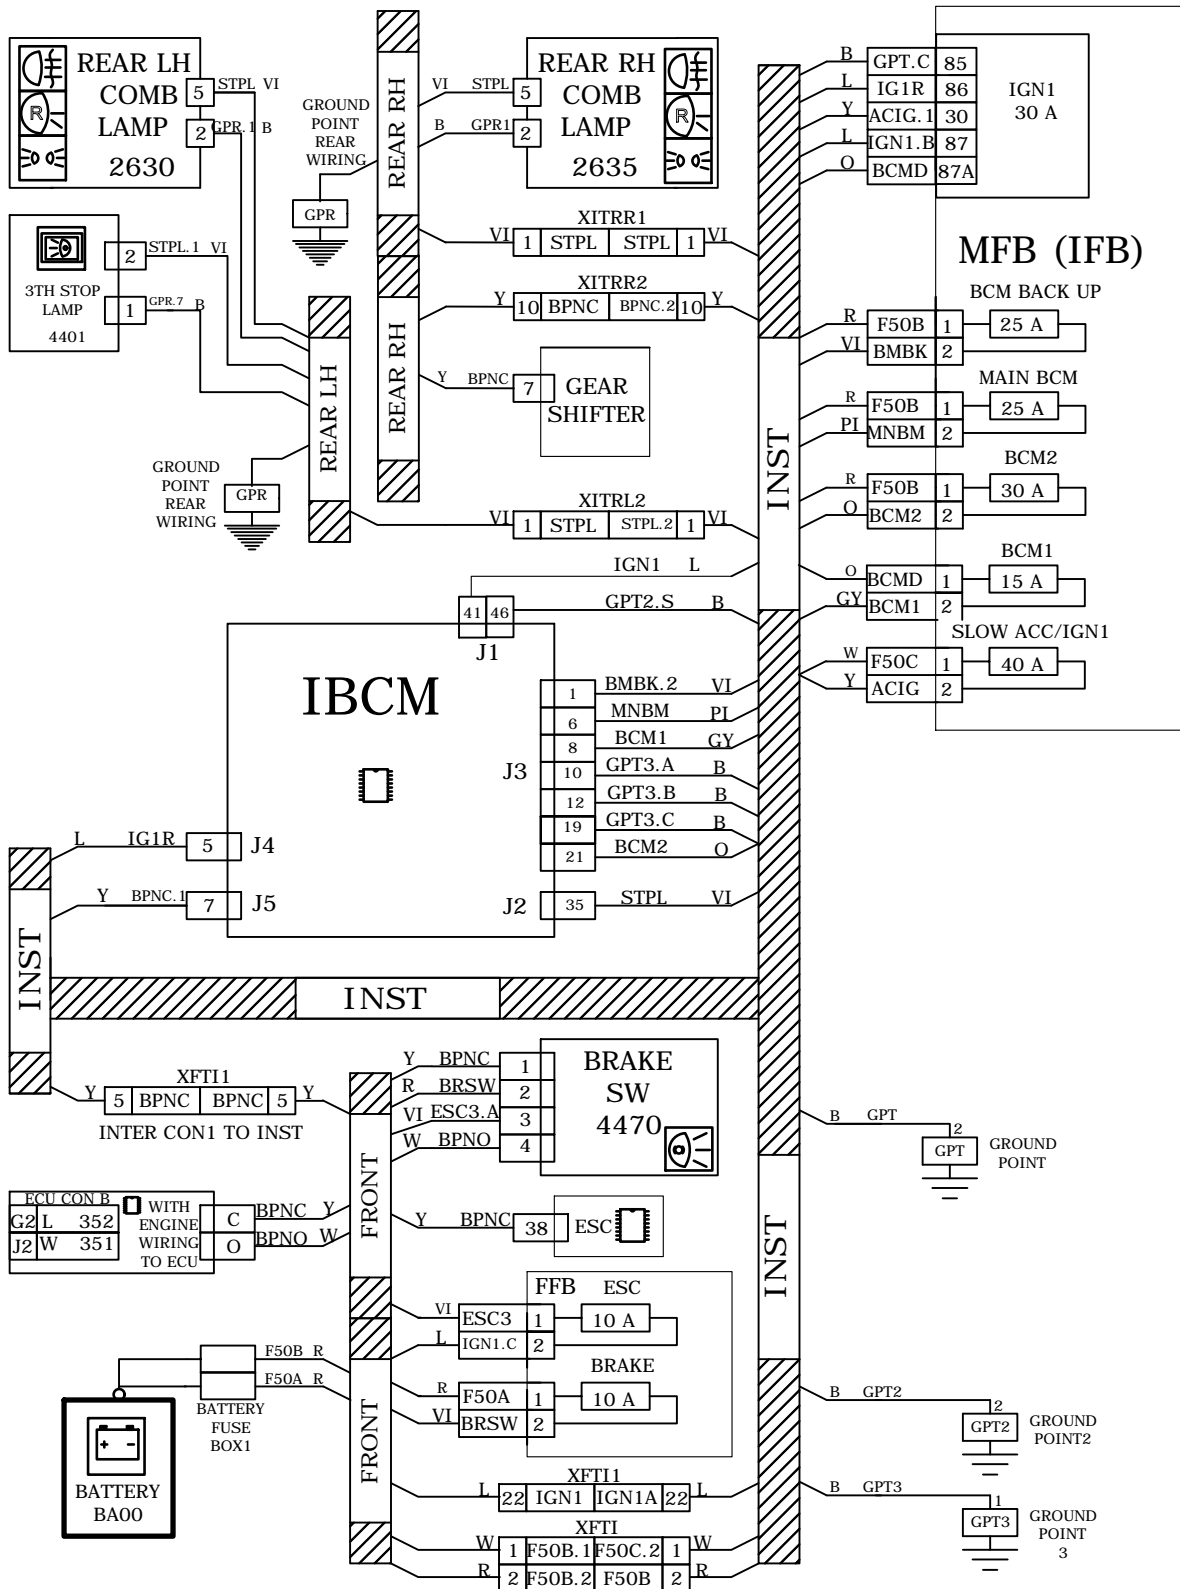 REAR LH
COMB
LAMP
2630
5 STPL VI
2 GPR.1 B
R
GROUND
POINT
REAR
WIRING
GPR
REAR RH
VI STPL 5
B GPR1 2
REAR RH
COMB
LAMP
2635
R
3TH STOP
LAMP
4401
2 STPL.1 VI
1 GPR.7 B
XITRR1
VI 1 STPL STPL 1 VI
XITRR2
Y 10 BPNC BPNC.2 10 Y
REAR RH
Y BPNC 7
GEAR
SHIFTER
REAR LH
GROUND
POINT
REAR
WIRING
GPR
XITRL2
VI 1 STPL STPL.2 1 VI
INST
B GPT.C 85
L IG1R 86
Y ACIG.1 30
L IGN1.B 87
O BCMD 87A
IGN1
30 A
MFB (IFB)
BCM BACK UP
R F50B 1 25 A
VI BMBK 2
MAIN BCM
R F50B 1 25 A
PI MNBM 2
BCM2
R F50B 1 30 A
O BCM2 2
BCM1
O BCMD 1 15 A
GY BCM1 2
SLOW ACC/IGN1
W F50C 1 40 A
Y ACIG 2
IGN1 L
41 46 GPT2.S B
J1
IBCM
J3
1 BMBK.2 VI
6 MNBM PI
8 BCM1 GY
10 GPT3.A B
12 GPT3.B B
19 GPT3.C B
21 BCM2 O
L IG1R 5 J4
Y BPNC.1 7 J5
J2 35 STPL VI
INST
INST
XFTI1
Y 5 BPNC BPNC 5 Y
INTER CON1 TO INST
FRONT
Y BPNC 1
R BRSW 2
VI ESC3.A 3
W BPNO 4
BRAKE
SW
4470
B GPT 2
GPT
GROUND
POINT
ECU CON B
G2 L 352
J2 W 351
WITH
ENGINE
WIRING
TO ECU
C BPNC Y
O BPNO W
Y BPNC 38 ESC
INST
FFB
ESC
VI ESC3 1 10 A
L IGN1.C 2
BRAKE
R F50A 1 10 A
VI BRSW 2
F50B R
F50A R
BATTERY
FUSE
BOX1
+ -
BATTERY
BA00
FRONT
B GPT2 2
GPT2
GROUND
POINT2
XFTI1
L 22 IGN1 IGN1A 22 L
B GPT3 1
GPT3
GROUND
POINT
3
XFTI
W 1 F50B.1 F50C.2 1 W
R 2 F50B.2 F50B 2 R